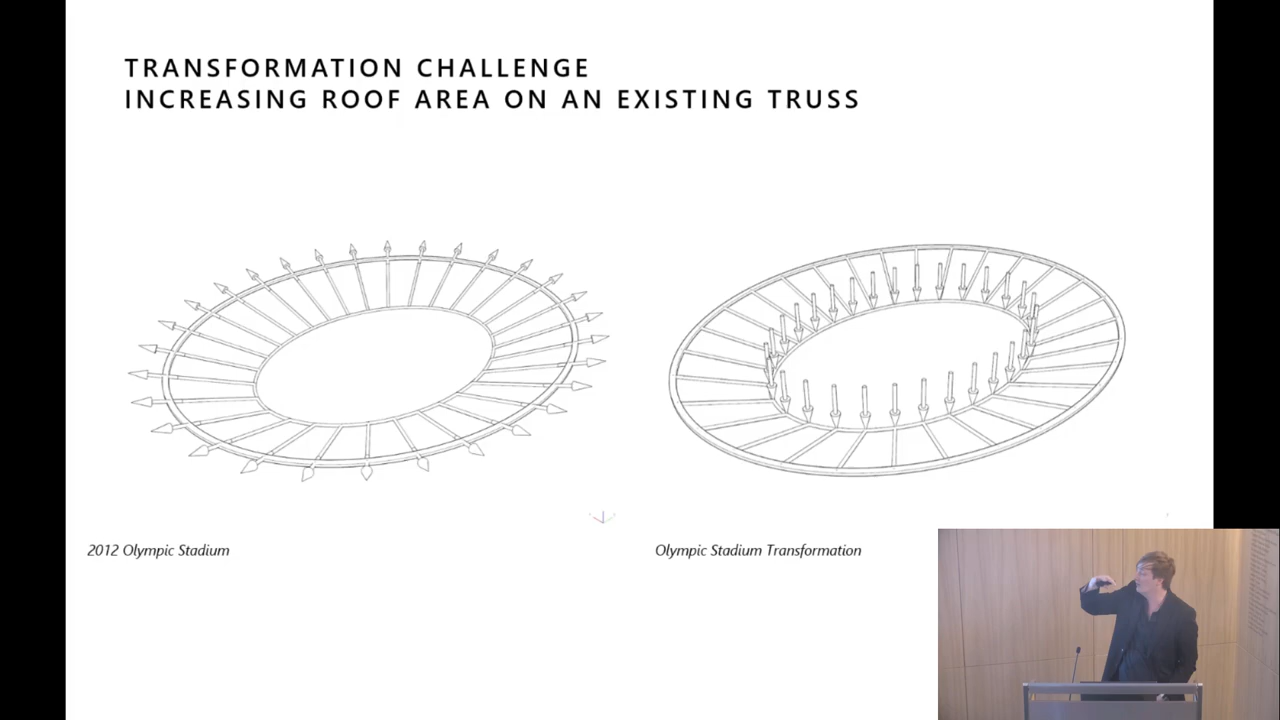 TRANSFORMATION CHALLENGE
INCREASING ROOF AREA ON AN EXISTING TRUSS
2012 Olympic Stadium
Olympic Stadium Transformation